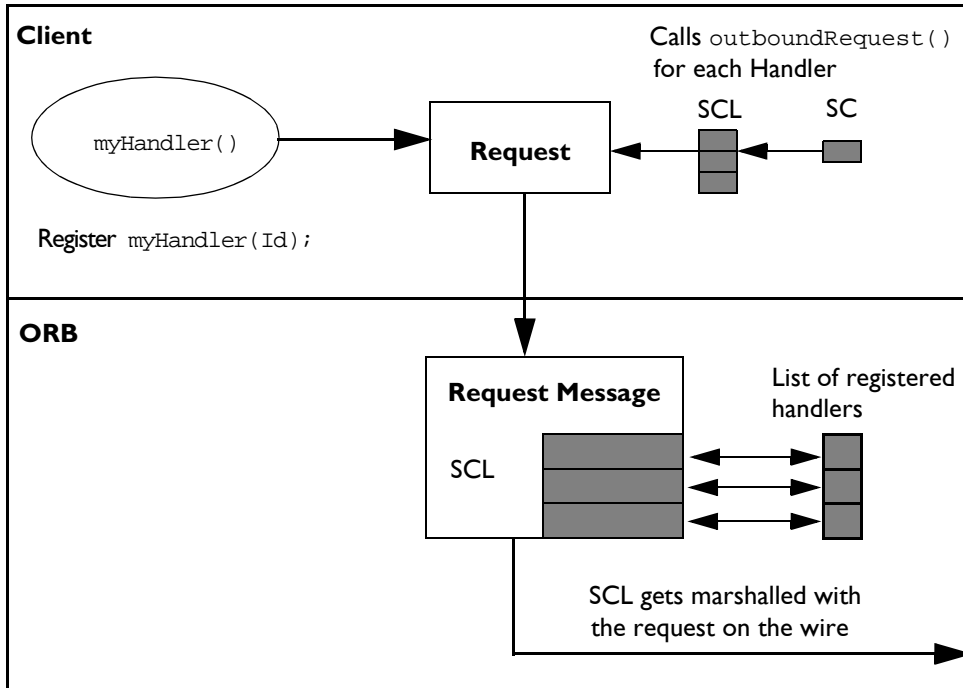 Client
Calls outboundRequest()
for each Handler
SCL
SC
myHandler()
Request
Register myHandler(Id);
ORB
Request Message
List of registered
handlers
SCL
SCL gets marshalled with
the request on the wire